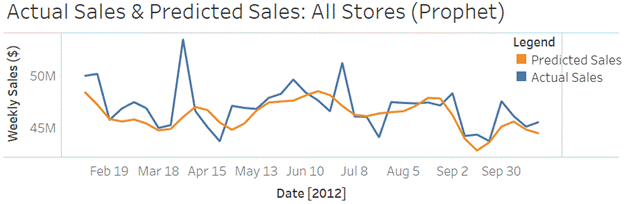 Actual Sales & Predicted Sales: All Stores (Prophet)
Legend
Predicted Sales
Actual Sales
Weekly Sales ($)
50M
45M
Feb 19 Mar 18 Apr 15 May 13 Jun 10 Jul 8 Aug 5 Sep 2 Sep 30
Date [2012]